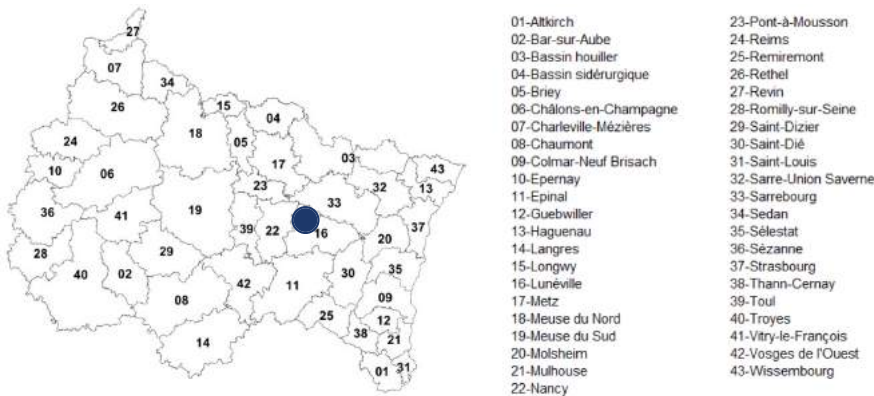 27
07
34
26
15
04
18
24
05
03
17
43
10
06
23
32
13
33
36
41
19
39
22
16
20
37
28
29
40
02
30
35
42
11
08
09
25
12
38
21
14
01
31
01-Altkirch
02-Bar-sur-Aube
03-Bassin houiller
04-Bassin sidérurgique
05-Briey
06-Châlons-en-Champagne
07-Charleville-Mézières
08-Chaumont
09-Colmar-Neuf Brisach
10-Epernay
11-Epinal
12-Guebwiller
13-Haguenau
14-Langres
15-Longwy
16-Lunéville
17-Metz
18-Meuse du Nord
19-Meuse du Sud
20-Molsheim
21-Mulhouse
22-Nancy
23-Pont-à-Mousson
24-Reims
25-Remiremont
26-Rethel
27-Revin
28-Romilly-sur-Seine
29-Saint-Dizier
30-Saint-Dié
31-Saint-Louis
32-Sarre-Union Saverne
33-Sarrebourg
34-Sedan
35-Sélestat
36-Sézanne
37-Strasbourg
38-Thann-Cernay
39-Toul
40-Troyes
41-Vitry-le-François
42-Vosges de l'Ouest
43-Wissembourg